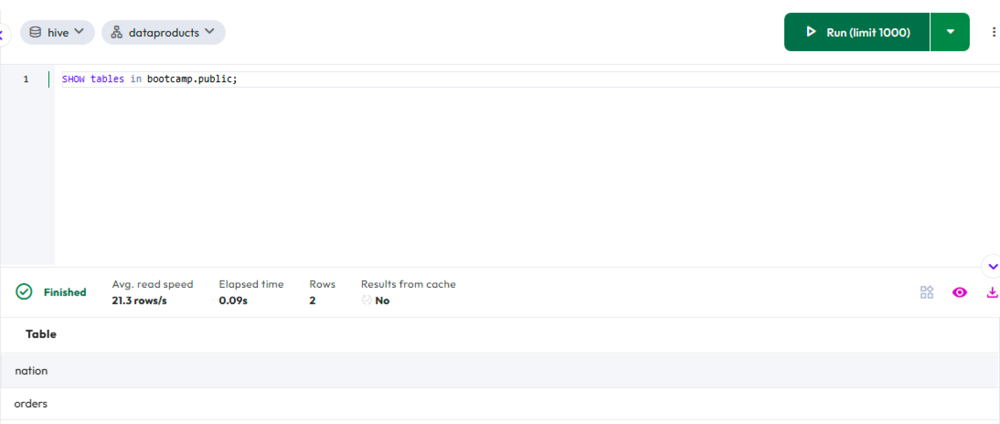 hive dataproducts Run (limit 1000)
1 SHOW tables in bootcamp.public;
Finished
Avg. read speed Elapsed time Rows Results from cache
21.3 rows/s 0.09s 2 No
Table
nation
orders